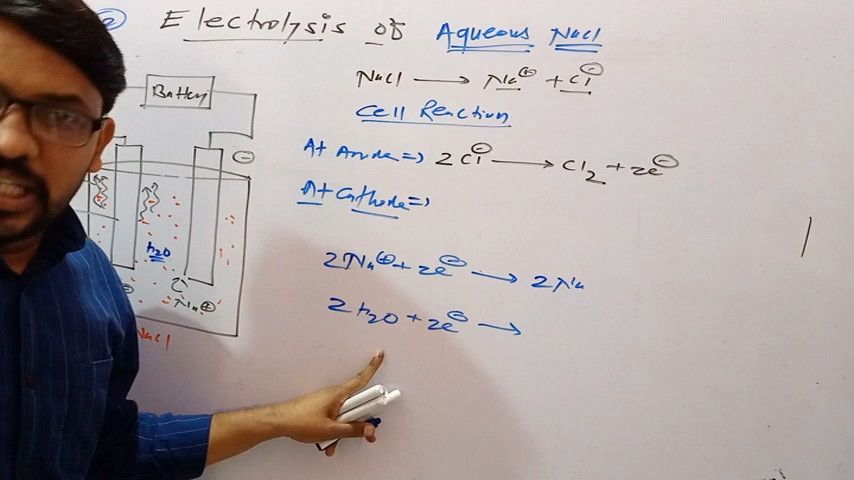 Electrolysis of Aqueous NaCl
NaCl ⟶ Na⊕ + Cl⊖
Battery
Cell Reaction
At Anode ⇒ 2Cl⊖ ⟶ Cl₂ + 2e⊖
At Cathode ⇒
⊖
H₂O
2Na⊕ + 2e⊖ ⟶ 2Na
Na⊕
2H₂O + 2e⊖ ⟶